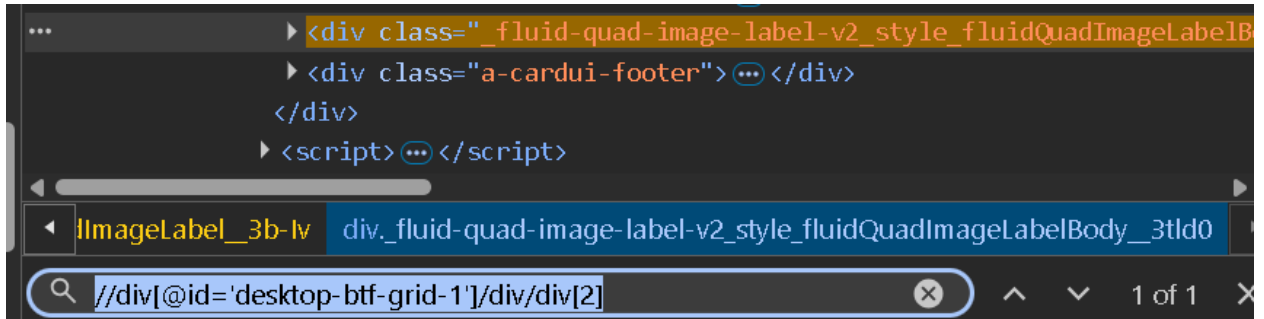 <div class="_fluid-quad-image-label-v2_style_fluidQuadImageLabelB
<div class="a-cardui-footer"> </div>
</div>
<script> </script>
lImageLabel__3b-lv div._fluid-quad-image-label-v2_style_fluidQuadImageLabelBody__3tld0
//div[@id='desktop-btf-grid-1']/div/div[2] 1 of 1